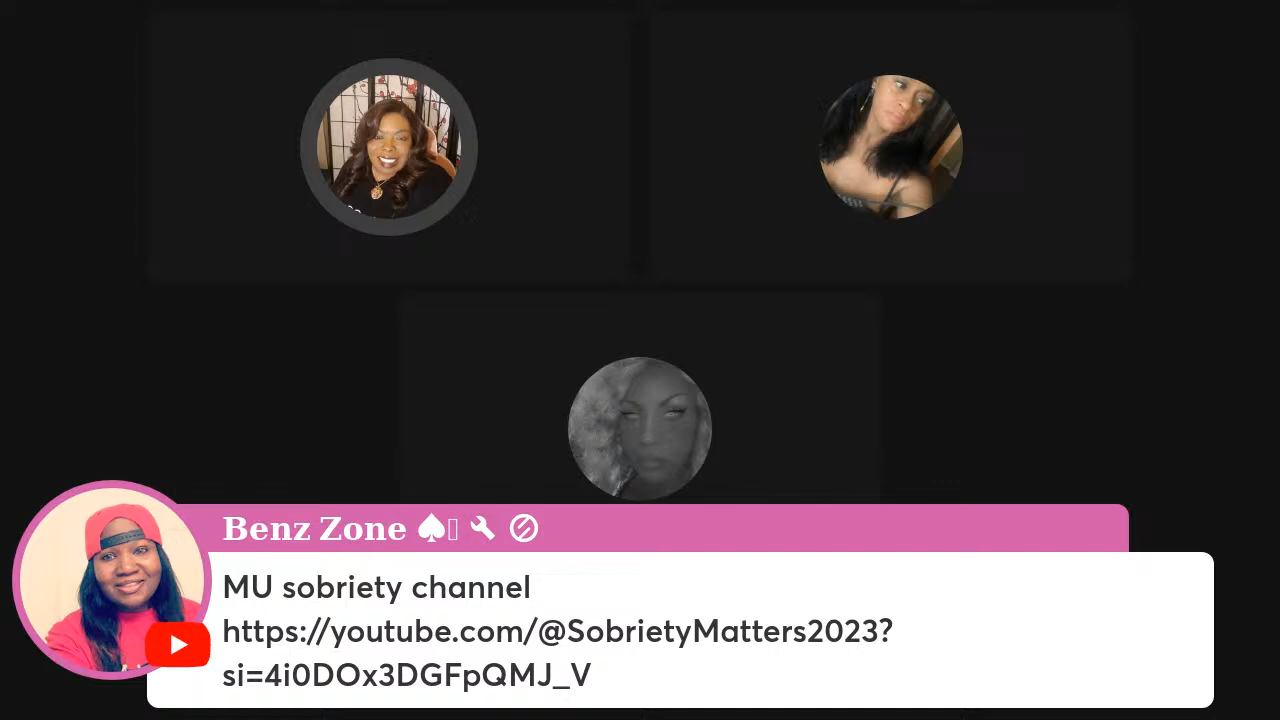 Benz Zone ♠️
MU sobriety channel
https://youtube.com/@SobrietyMatters2023?
si=4i0DOx3DGFpQMJ_V